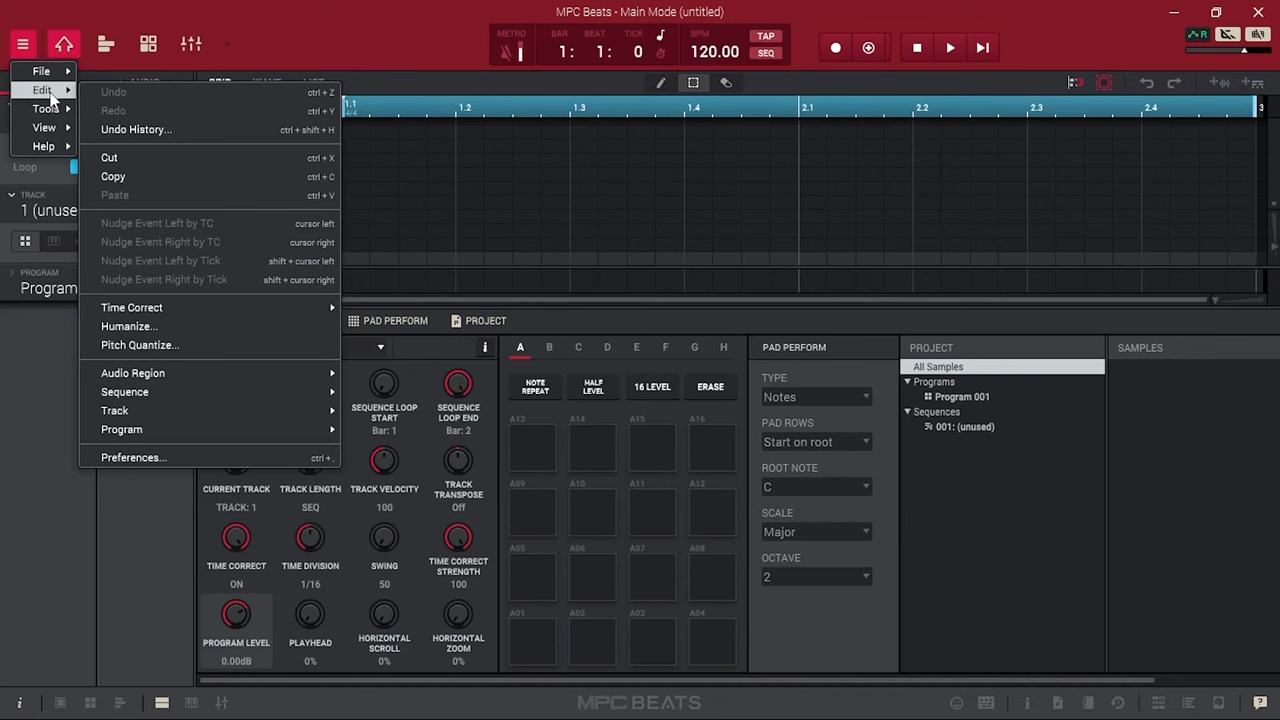 MPC Beats - Main Mode (untitled)
METRO
BAR
BEAT
TICK
1: 1: 0
BPM
120.00
TAP
SEQ
File
Edit
Tools
View
Help
Undo ctrl + Z
Redo ctrl + Y
Undo History... ctrl + shift + H
Cut ctrl + X
Copy ctrl + C
Paste ctrl + V
Nudge Event Left by TC cursor left
Nudge Event Right by TC cursor right
Nudge Event Left by Tick shift + cursor left
Nudge Event Right by Tick shift + cursor right
Time Correct
Humanize...
Pitch Quantize...
Audio Region
Sequence
Track
Program
Preferences... ctrl + ,
1.1 1.2 1.3 1.4 2.1 2.2 2.3 2.4 3
4/4
Loop
TRACK
1 (unuse
PROGRAM
Program
PAD PERFORM
PROJECT
A B C D E F G H
NOTE REPEAT
HALF LEVEL
16 LEVEL
ERASE
SEQUENCE LOOP START
Bar: 1
SEQUENCE LOOP END
Bar: 2
CURRENT TRACK
TRACK: 1
TRACK LENGTH
SEQ
TRACK VELOCITY
100
TRACK TRANSPOSE
Off
TIME CORRECT
ON
TIME DIVISION
1/16
SWING
50
TIME CORRECT STRENGTH
100
PROGRAM LEVEL
0.00dB
PLAYHEAD
0%
HORIZONTAL SCROLL
0%
HORIZONTAL ZOOM
0%
A13 A14 A15 A16
A09 A10 A11 A12
A05 A06 A07 A08
A01 A02 A03 A04
PAD PERFORM
TYPE
Notes
PAD ROWS
Start on root
ROOT NOTE
C
SCALE
Major
OCTAVE
2
PROJECT
All Samples
Programs
Program 001
Sequences
001: (unused)
SAMPLES
MPC BEATS